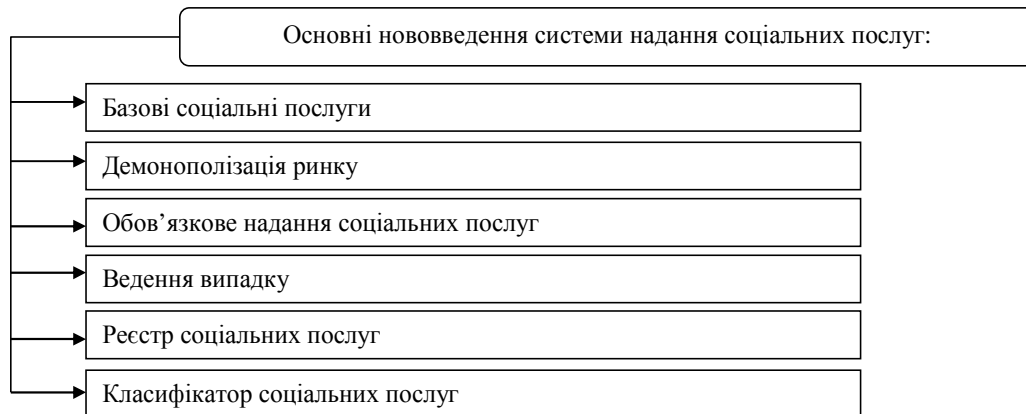 Основні нововведення системи надання соціальних послуг:
Базові соціальні послуги
Демонополізація ринку
Обов’язкове надання соціальних послуг
Ведення випадку
Реєстр соціальних послуг
Класифікатор соціальних послуг